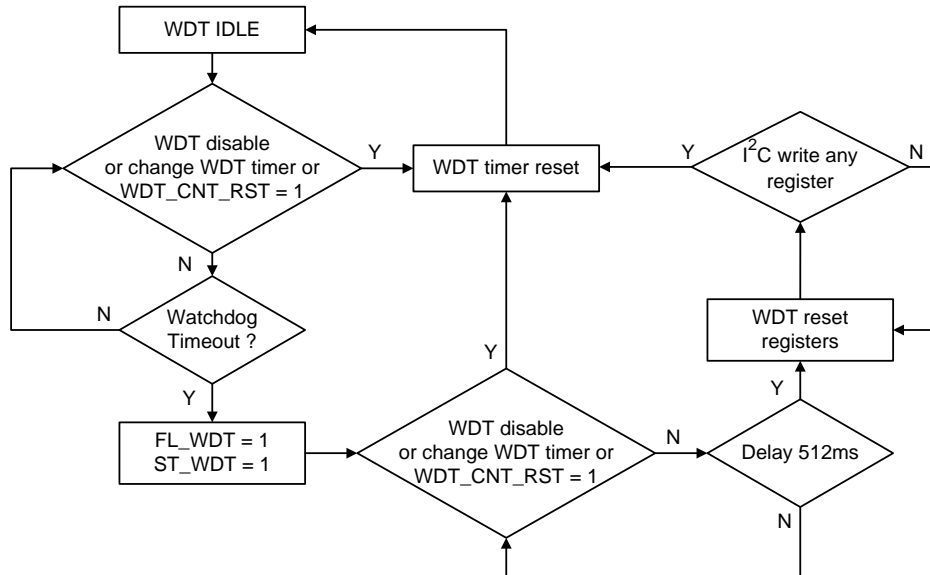 WDT IDLE
WDT disable
or change WDT timer or
WDT_CNT_RST = 1
Y
N
Watchdog
Timeout ?
N
Y
FL_WDT = 1
ST_WDT = 1
WDT timer reset
Y
WDT disable
or change WDT timer or
WDT_CNT_RST = 1
N
Delay 512ms
Y
N
WDT reset
registers
I²C write any
register
Y
N